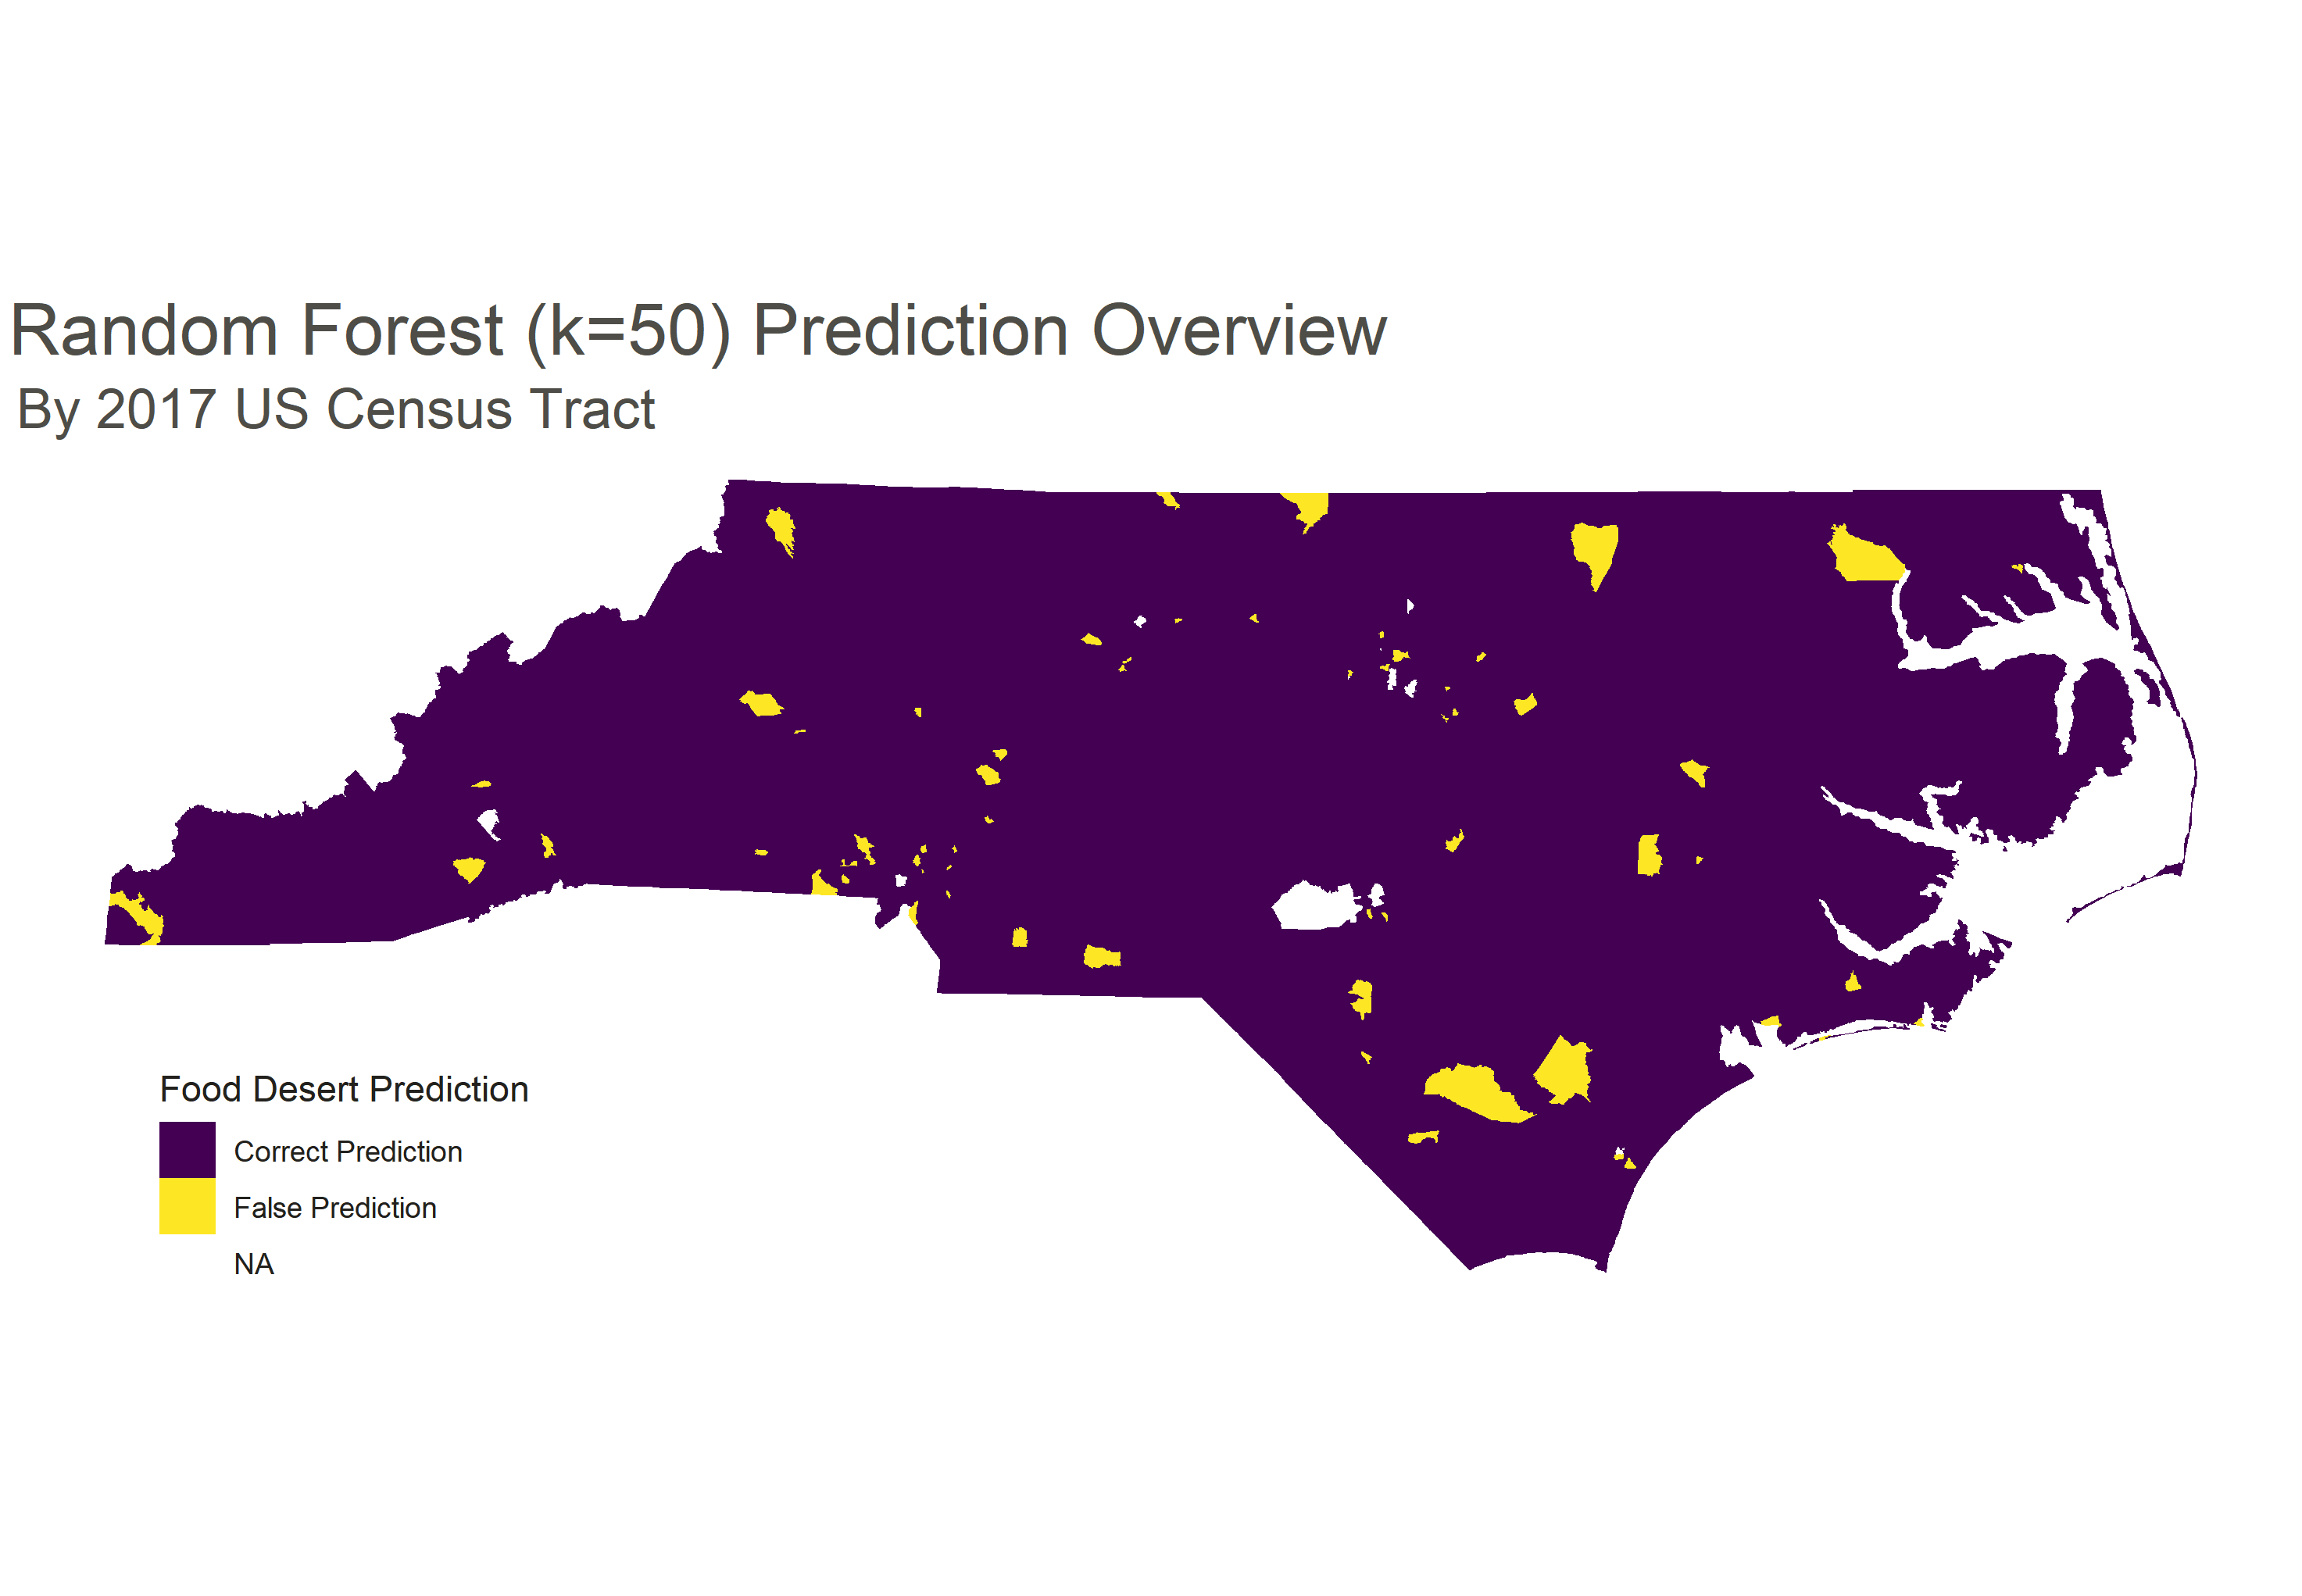 Random Forest (k=50) Prediction Overview
By 2017 US Census Tract
Food Desert Prediction
Correct Prediction
False Prediction
NA